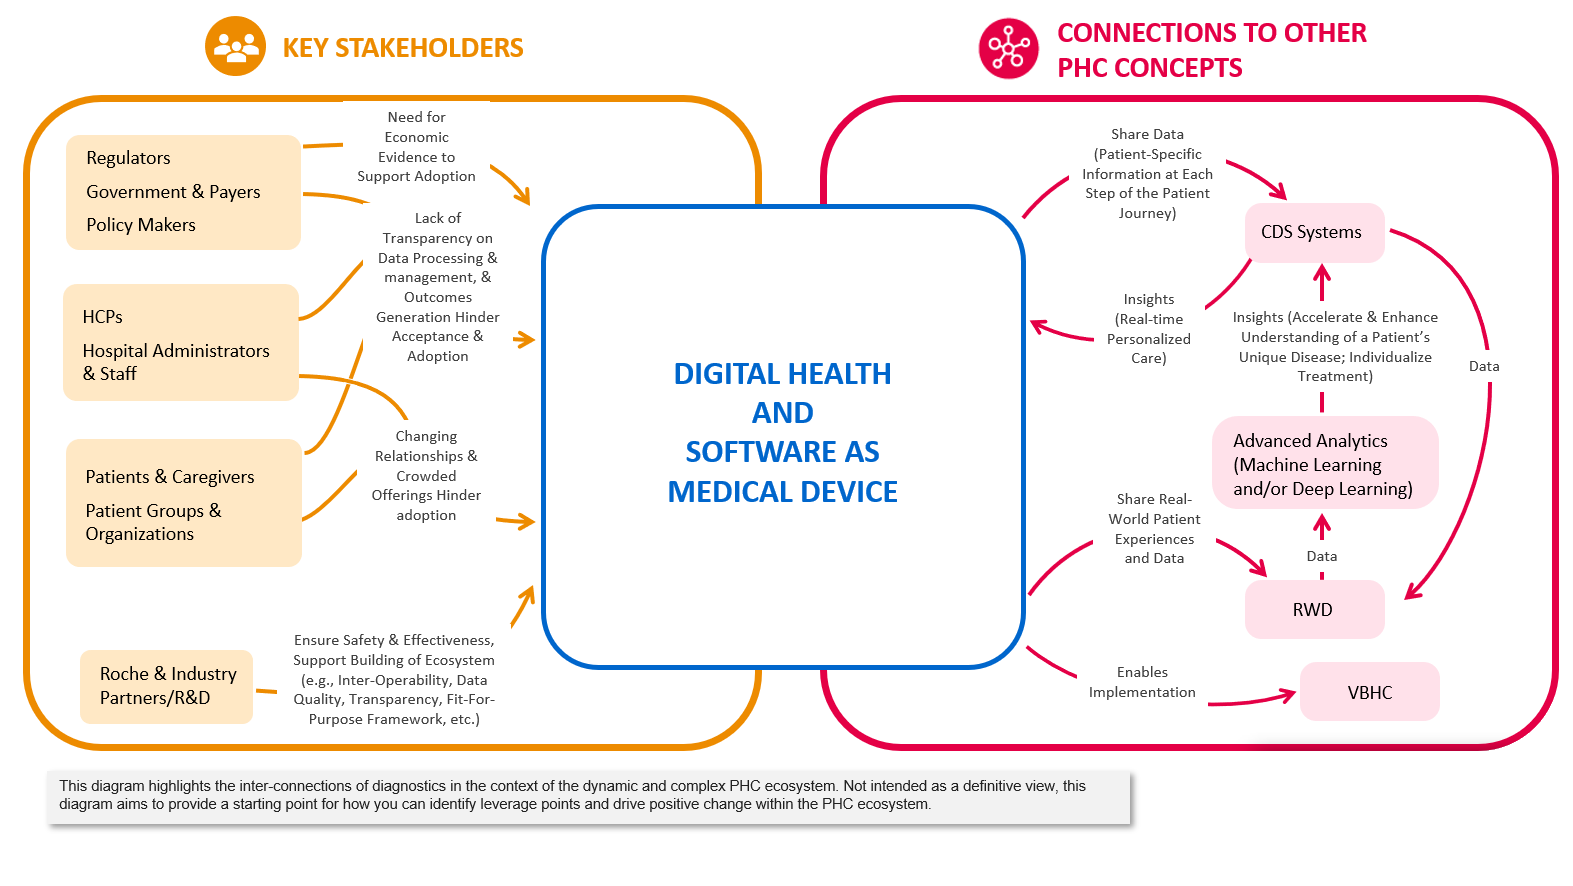 KEY STAKEHOLDERS
CONNECTIONS TO OTHER
PHC CONCEPTS
Regulators
Government & Payers
Policy Makers
HCPs
Hospital Administrators
& Staff
Patients & Caregivers
Patient Groups &
Organizations
Roche & Industry
Partners/R&D
Need for
Economic
Evidence to
Support Adoption
Lack of
Transparency on
Data Processing &
management, &
Outcomes
Generation Hinder
Acceptance &
Adoption
Changing
Relationships &
Crowded
Offerings Hinder
adoption
Ensure Safety & Effectiveness,
Support Building of Ecosystem
(e.g., Inter-Operability, Data
Quality, Transparency, Fit-For-
Purpose Framework, etc.)
DIGITAL HEALTH
AND
SOFTWARE AS
MEDICAL DEVICE
Share Data
(Patient-Specific
Information at Each
Step of the Patient
Journey)
CDS Systems
Insights
(Real-time
Personalized
Care)
Insights (Accelerate & Enhance
Understanding of a Patient’s
Unique Disease; Individualize
Treatment)
Data
Advanced Analytics
(Machine Learning
and/or Deep Learning)
Share Real-
World Patient
Experiences
and Data
Data
RWD
Enables
Implementation
VBHC
This diagram highlights the inter-connections of diagnostics in the context of the dynamic and complex PHC ecosystem. Not intended as a definitive view, this
diagram aims to provide a starting point for how you can identify leverage points and drive positive change within the PHC ecosystem.